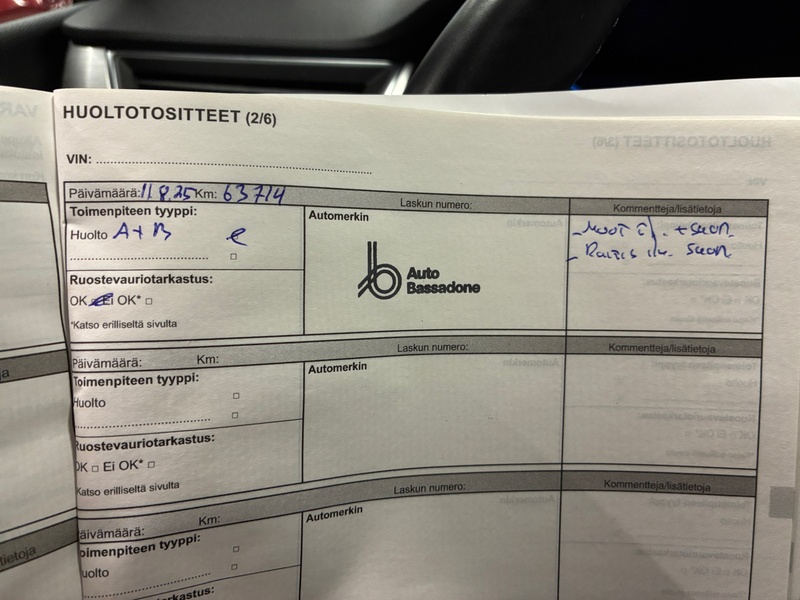 HUOLTOTOSITTEET (2/6)
VIN:
Päivämäärä: 11.8.25 Km: 63714
Laskun numero:
Kommentteja/lisätietoja
Toimenpiteen tyyppi:
Huolto A + B
Ruostevauriotarkastus:
OK Ei OK* □
*Katso erilliseltä sivulta
Automerkin
Auto
Bassadone
Päivämäärä: Km:
Laskun numero:
Kommentteja/lisätietoja
Toimenpiteen tyyppi:
Huolto □
Ruostevauriotarkastus:
OK □ Ei OK* □
Katso erilliseltä sivulta
Automerkin
Päivämäärä: Km:
Laskun numero:
Kommentteja/lisätietoja
Toimenpiteen tyyppi:
Huolto □
Ruostevauriotarkastus:
Automerkin